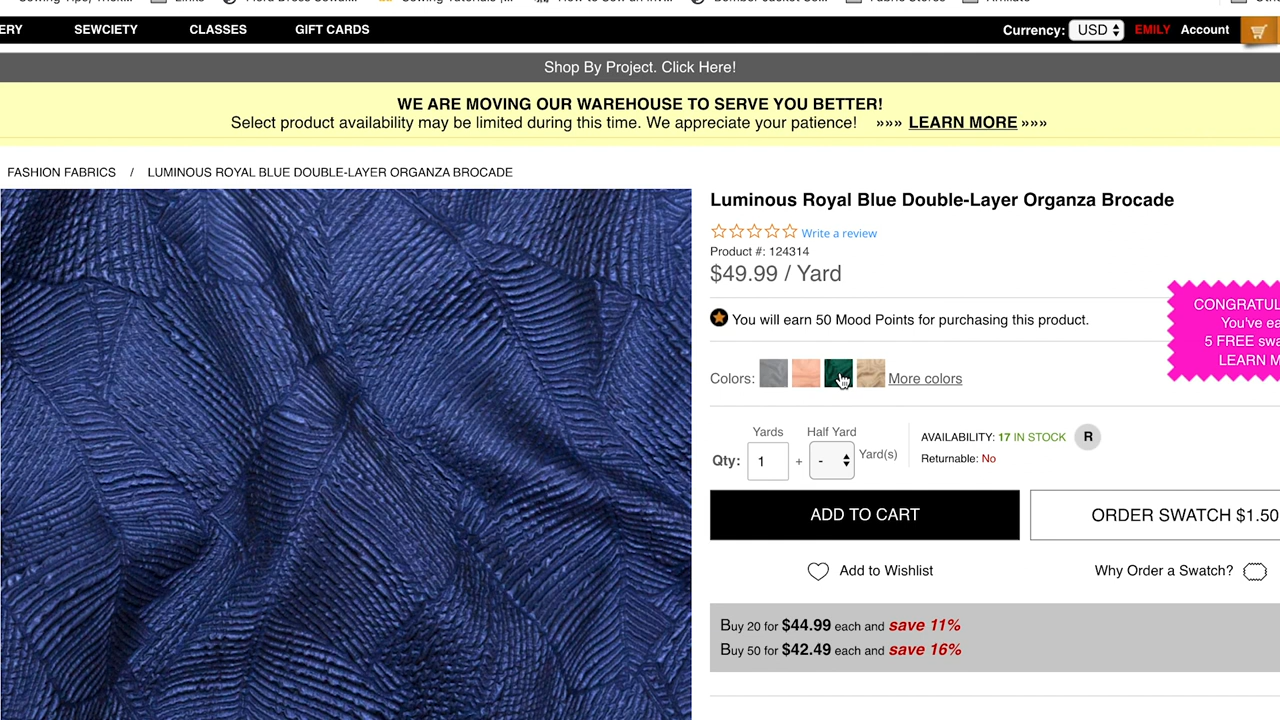 ERY SEWCIETY CLASSES GIFT CARDS Currency: USD EMILY Account
Shop By Project. Click Here!
WE ARE MOVING OUR WAREHOUSE TO SERVE YOU BETTER!
Select product availability may be limited during this time. We appreciate your patience! »»» LEARN MORE »»»
FASHION FABRICS / LUMINOUS ROYAL BLUE DOUBLE-LAYER ORGANZA BROCADE
Luminous Royal Blue Double-Layer Organza Brocade
Write a review
Product #: 124314
$49.99 / Yard
CONGRATUL
You've ea
5 FREE swa
LEARN M
You will earn 50 Mood Points for purchasing this product.
Colors: More colors
Yards Half Yard
Qty: 1 + - Yard(s)
AVAILABILITY: 17 IN STOCK R
Returnable: No
ADD TO CART
ORDER SWATCH $1.50
Add to Wishlist
Why Order a Swatch?
Buy 20 for $44.99 each and save 11%
Buy 50 for $42.49 each and save 16%